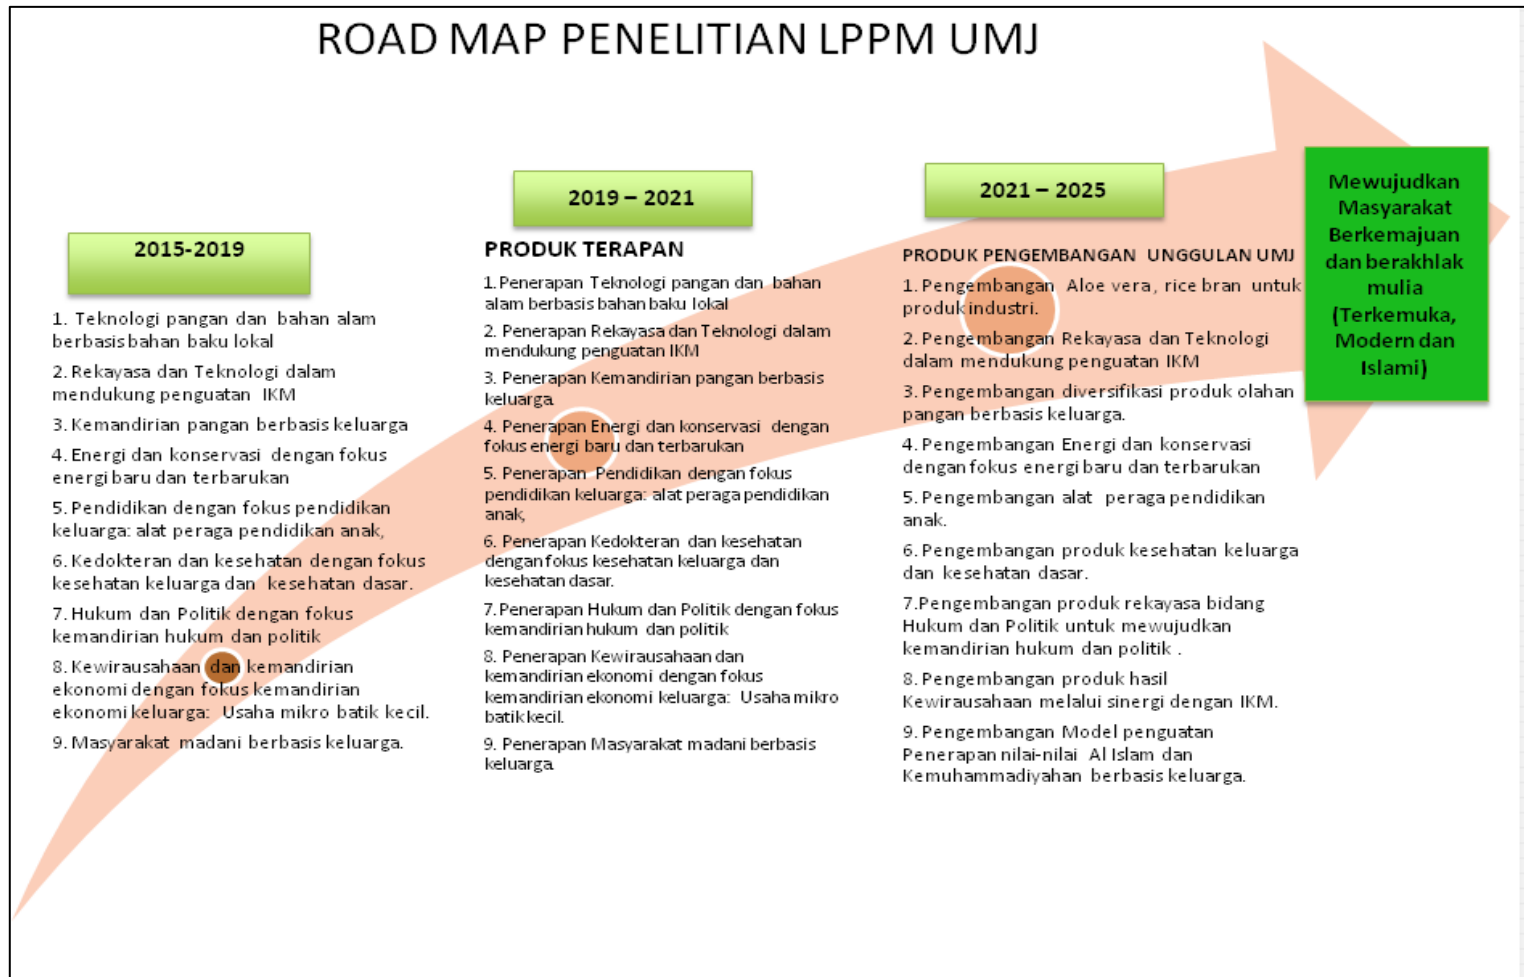 ROAD MAP PENELITIAN LPPM UMJ
2015-2019
1. Teknologi pangan dan bahan alam
berbasis bahan baku lokal
2. Rekayasa dan Teknologi dalam
mendukung penguatan IKM
3. Kemandirian pangan berbasis keluarga
4. Energi dan konservasi dengan fokus
energi baru dan terbarukan
5. Pendidikan dengan fokus pendidikan
keluarga: alat peraga pendidikan anak,
6. Kedokteran dan kesehatan dengan fokus
kesehatan keluarga dan kesehatan dasar.
7. Hukum dan Politik dengan fokus
kemandirian hukum dan politik
8. Kewirausahaan dan kemandirian
ekonomi dengan fokus kemandirian
ekonomi keluarga: Usaha mikro batik kecil.
9. Masyarakat madani berbasis keluarga.
2019 – 2021
PRODUK TERAPAN
1. Penerapan Teknologi pangan dan bahan
alam berbasis bahan baku lokal
2. Penerapan Rekayasa dan Teknologi dalam
mendukung penguatan IKM
3. Penerapan Kemandirian pangan berbasis
keluarga.
4. Penerapan Energi dan konservasi dengan
fokus energi baru dan terbarukan
5. Penerapan Pendidikan dengan fokus
pendidikan keluarga: alat peraga pendidikan
anak,
6. Penerapan Kedokteran dan kesehatan
dengan fokus kesehatan keluarga dan
kesehatan dasar.
7. Penerapan Hukum dan Politik dengan fokus
kemandirian hukum dan politik
8. Penerapan Kewirausahaan dan
kemandirian ekonomi dengan fokus
kemandirian ekonomi keluarga: Usaha mikro
batik kecil.
9. Penerapan Masyarakat madani berbasis
keluarga.
2021 – 2025
PRODUK PENGEMBANGAN UNGGULAN UMJ
1. Pengembangan Aloe vera, rice bran untuk
produk industri.
2. Pengembangan Rekayasa dan Teknologi
dalam mendukung penguatan IKM
3. Pengembangan diversifikasi produk olahan
pangan berbasis keluarga.
4. Pengembangan Energi dan konservasi
dengan fokus energi baru dan terbarukan
5. Pengembangan alat peraga pendidikan
anak.
6. Pengembangan produk kesehatan keluarga
dan kesehatan dasar.
7.Pengembangan produk rekayasa bidang
Hukum dan Politik untuk mewujudkan
kemandirian hukum dan politik .
8. Pengembangan produk hasil
Kewirausahaan melalui sinergi dengan IKM.
9. Pengembangan Model penguatan
Penerapan nilai-nilai Al Islam dan
Kemuhammadiyahan berbasis keluarga.
Mewujudkan
Masyarakat
Berkemajuan
dan berakhlak
mulia
(Terkemuka,
Modern dan
Islami)